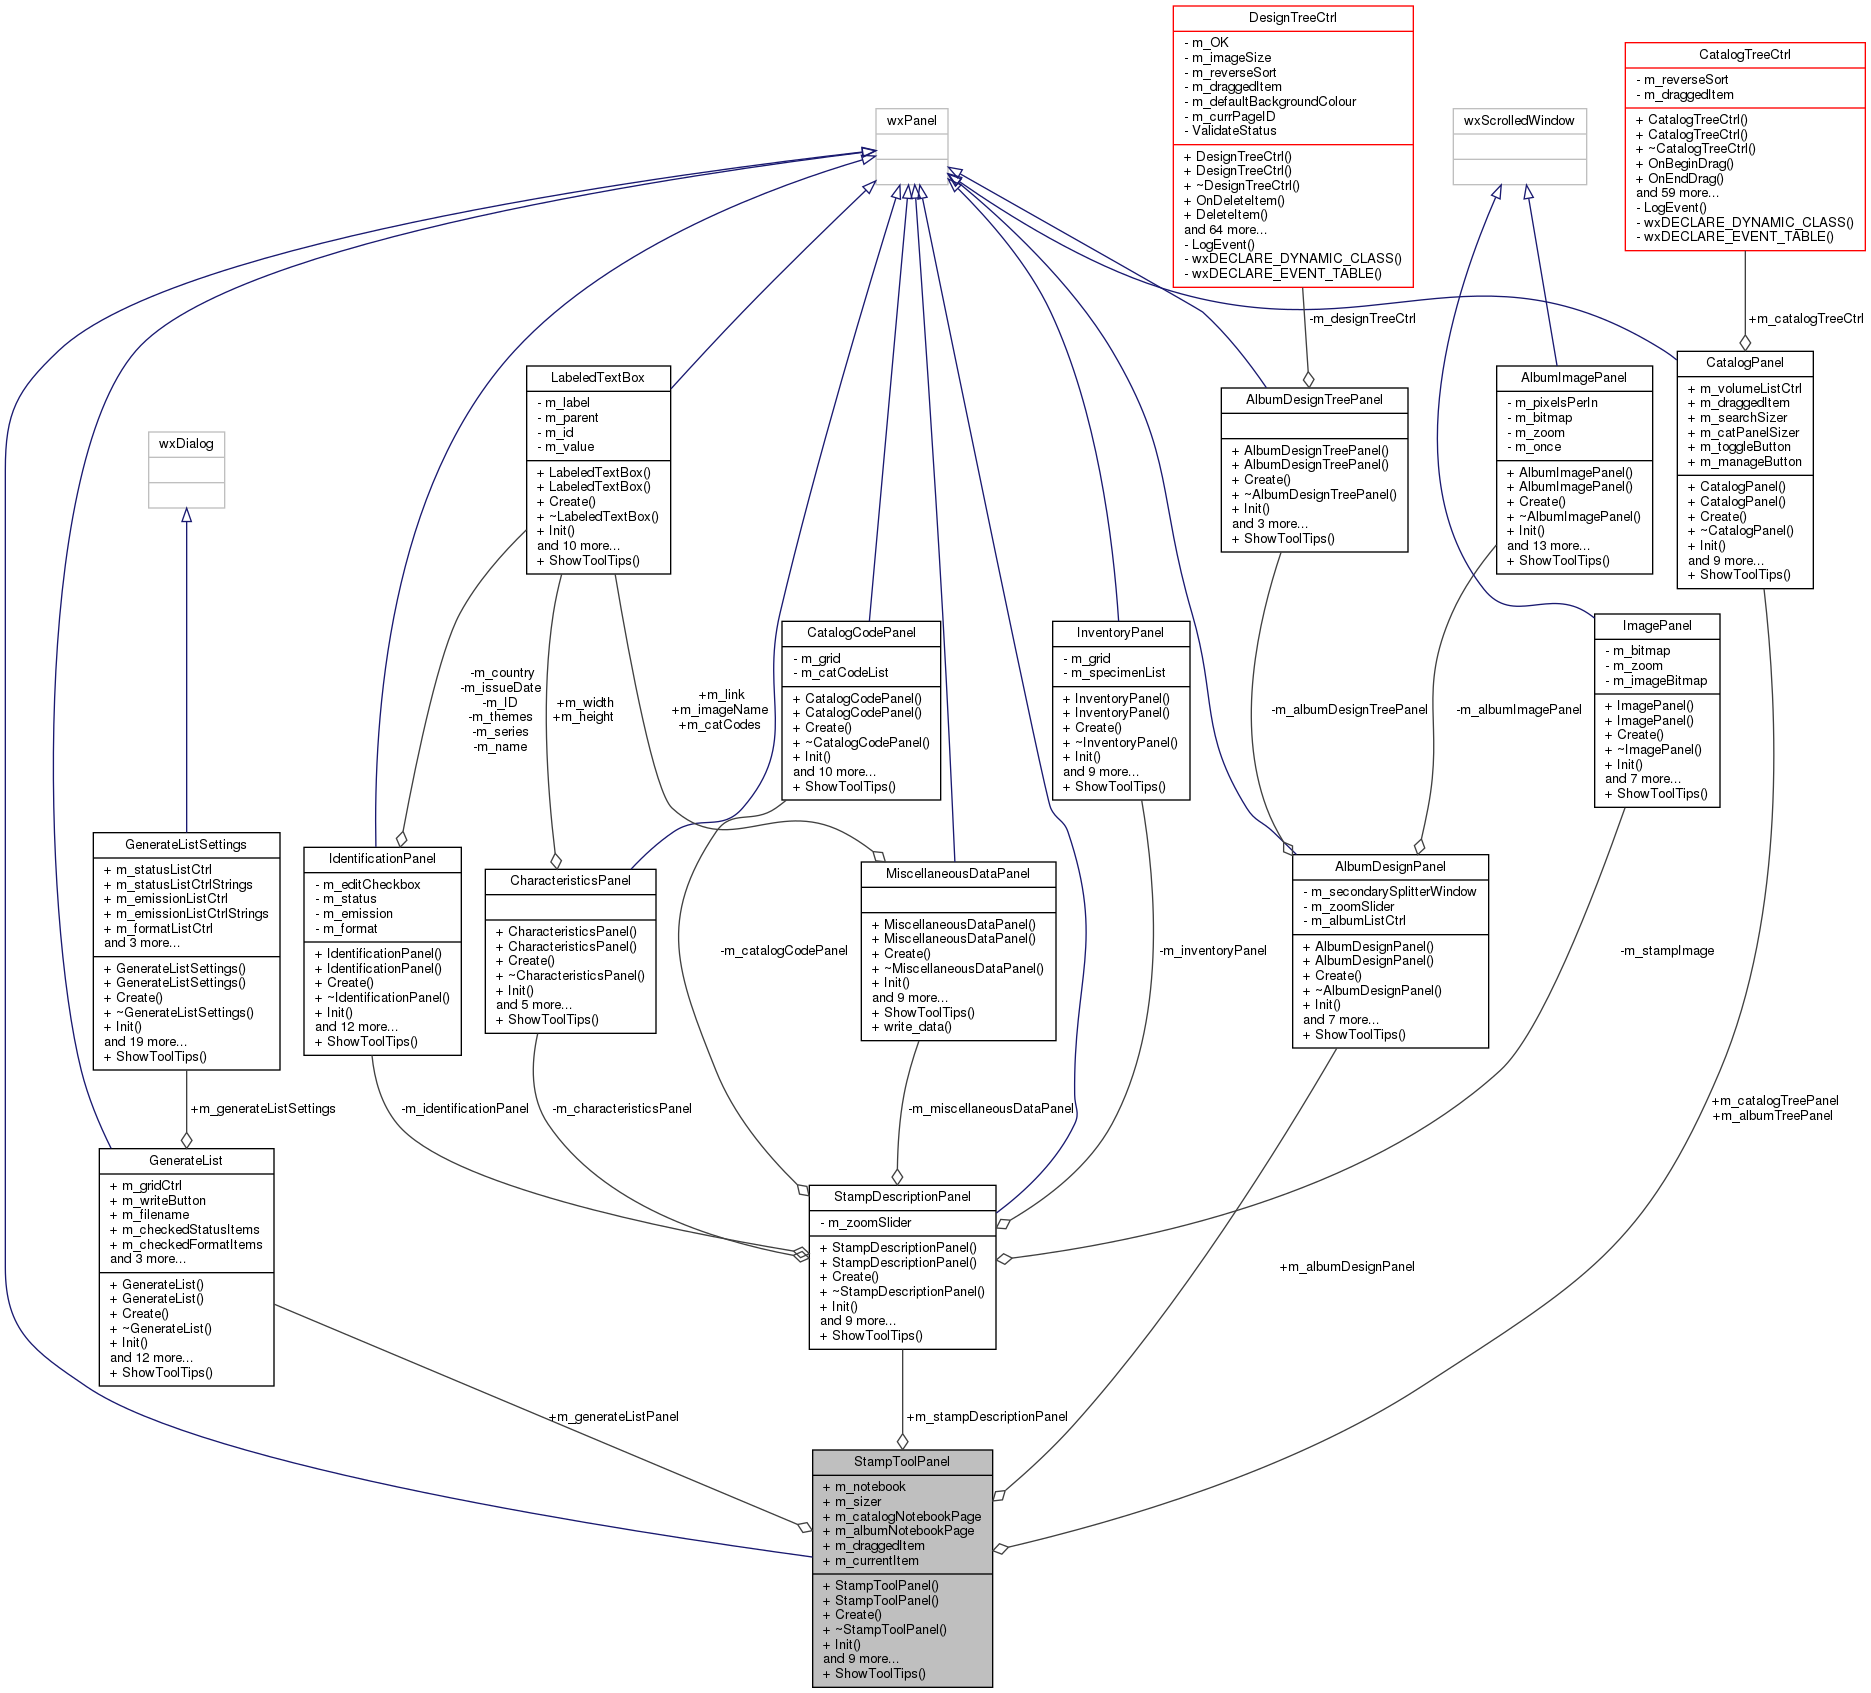 DesignTreeCtrl
- m_OK
- m_imageSize
- m_reverseSort
- m_draggedItem
- m_defaultBackgroundColour
- m_currPageID
- ValidateStatus
+ DesignTreeCtrl()
+ DesignTreeCtrl()
+ ~DesignTreeCtrl()
+ OnDeleteItem()
+ DeleteItem()
and 64 more...
- LogEvent()
- wxDECLARE_DYNAMIC_CLASS()
- wxDECLARE_EVENT_TABLE()
CatalogTreeCtrl
- m_reverseSort
- m_draggedItem
+ CatalogTreeCtrl()
+ CatalogTreeCtrl()
+ ~CatalogTreeCtrl()
+ OnBeginDrag()
+ OnEndDrag()
and 59 more...
- LogEvent()
- wxDECLARE_DYNAMIC_CLASS()
- wxDECLARE_EVENT_TABLE()
wxPanel
wxScrolledWindow
-m_designTreeCtrl
+m_catalogTreeCtrl
LabeledTextBox
- m_label
- m_parent
- m_id
- m_value
+ LabeledTextBox()
+ LabeledTextBox()
+ Create()
+ ~LabeledTextBox()
+ Init()
and 10 more...
+ ShowToolTips()
AlbumDesignTreePanel
+ AlbumDesignTreePanel()
+ AlbumDesignTreePanel()
+ Create()
+ ~AlbumDesignTreePanel()
+ Init()
and 3 more...
+ ShowToolTips()
AlbumImagePanel
- m_pixelsPerIn
- m_bitmap
- m_zoom
- m_once
+ AlbumImagePanel()
+ AlbumImagePanel()
+ Create()
+ ~AlbumImagePanel()
+ Init()
and 13 more...
+ ShowToolTips()
CatalogPanel
+ m_volumeListCtrl
+ m_draggedItem
+ m_searchSizer
+ m_catPanelSizer
+ m_toggleButton
+ m_manageButton
+ CatalogPanel()
+ CatalogPanel()
+ Create()
+ ~CatalogPanel()
+ Init()
and 9 more...
+ ShowToolTips()
wxDialog
-m_country
-m_issueDate
-m_ID
-m_themes
-m_series
-m_name
+m_width
+m_height
+m_link
+m_imageName
+m_catCodes
CatalogCodePanel
- m_grid
- m_catCodeList
+ CatalogCodePanel()
+ CatalogCodePanel()
+ Create()
+ ~CatalogCodePanel()
+ Init()
and 10 more...
+ ShowToolTips()
InventoryPanel
- m_grid
- m_specimenList
+ InventoryPanel()
+ InventoryPanel()
+ Create()
+ ~InventoryPanel()
+ Init()
and 9 more...
+ ShowToolTips()
-m_albumDesignTreePanel
-m_albumImagePanel
ImagePanel
- m_bitmap
- m_zoom
- m_imageBitmap
+ ImagePanel()
+ ImagePanel()
+ Create()
+ ~ImagePanel()
+ Init()
and 7 more...
+ ShowToolTips()
GenerateListSettings
+ m_statusListCtrl
+ m_statusListCtrlStrings
+ m_emissionListCtrl
+ m_emissionListCtrlStrings
+ m_formatListCtrl
and 3 more...
+ GenerateListSettings()
+ GenerateListSettings()
+ Create()
+ ~GenerateListSettings()
+ Init()
and 19 more...
+ ShowToolTips()
IdentificationPanel
- m_editCheckbox
- m_status
- m_emission
- m_format
+ IdentificationPanel()
+ IdentificationPanel()
+ Create()
+ ~IdentificationPanel()
+ Init()
and 12 more...
+ ShowToolTips()
CharacteristicsPanel
+ CharacteristicsPanel()
+ CharacteristicsPanel()
+ Create()
+ ~CharacteristicsPanel()
+ Init()
and 5 more...
+ ShowToolTips()
-m_catalogCodePanel
MiscellaneousDataPanel
+ MiscellaneousDataPanel()
+ MiscellaneousDataPanel()
+ Create()
+ ~MiscellaneousDataPanel()
+ Init()
and 9 more...
+ ShowToolTips()
+ write_data()
-m_inventoryPanel
AlbumDesignPanel
- m_secondarySplitterWindow
- m_zoomSlider
- m_albumListCtrl
+ AlbumDesignPanel()
+ AlbumDesignPanel()
+ Create()
+ ~AlbumDesignPanel()
+ Init()
and 7 more...
+ ShowToolTips()
-m_stampImage
+m_generateListSettings
-m_identificationPanel
-m_characteristicsPanel
-m_miscellaneousDataPanel
+m_catalogTreePanel
+m_albumTreePanel
GenerateList
+ m_gridCtrl
+ m_writeButton
+ m_filename
+ m_checkedStatusItems
+ m_checkedFormatItems
and 3 more...
+ GenerateList()
+ GenerateList()
+ Create()
+ ~GenerateList()
+ Init()
and 12 more...
+ ShowToolTips()
StampDescriptionPanel
- m_zoomSlider
+ StampDescriptionPanel()
+ StampDescriptionPanel()
+ Create()
+ ~StampDescriptionPanel()
+ Init()
and 9 more...
+ ShowToolTips()
+m_albumDesignPanel
+m_generateListPanel
+m_stampDescriptionPanel
StampToolPanel
+ m_notebook
+ m_sizer
+ m_catalogNotebookPage
+ m_albumNotebookPage
+ m_draggedItem
+ m_currentItem
+ StampToolPanel()
+ StampToolPanel()
+ Create()
+ ~StampToolPanel()
+ Init()
and 9 more...
+ ShowToolTips()